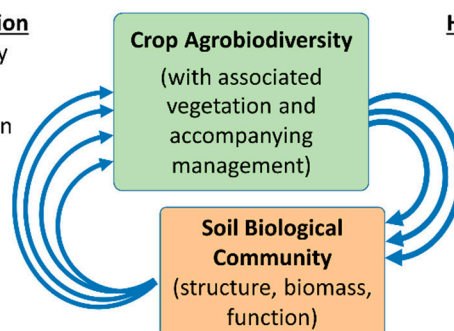 Crop Agrobiodiversity
(with associated
vegetation and
accompanying
management)
Soil Biological
Community
(structure, biomass,
function)